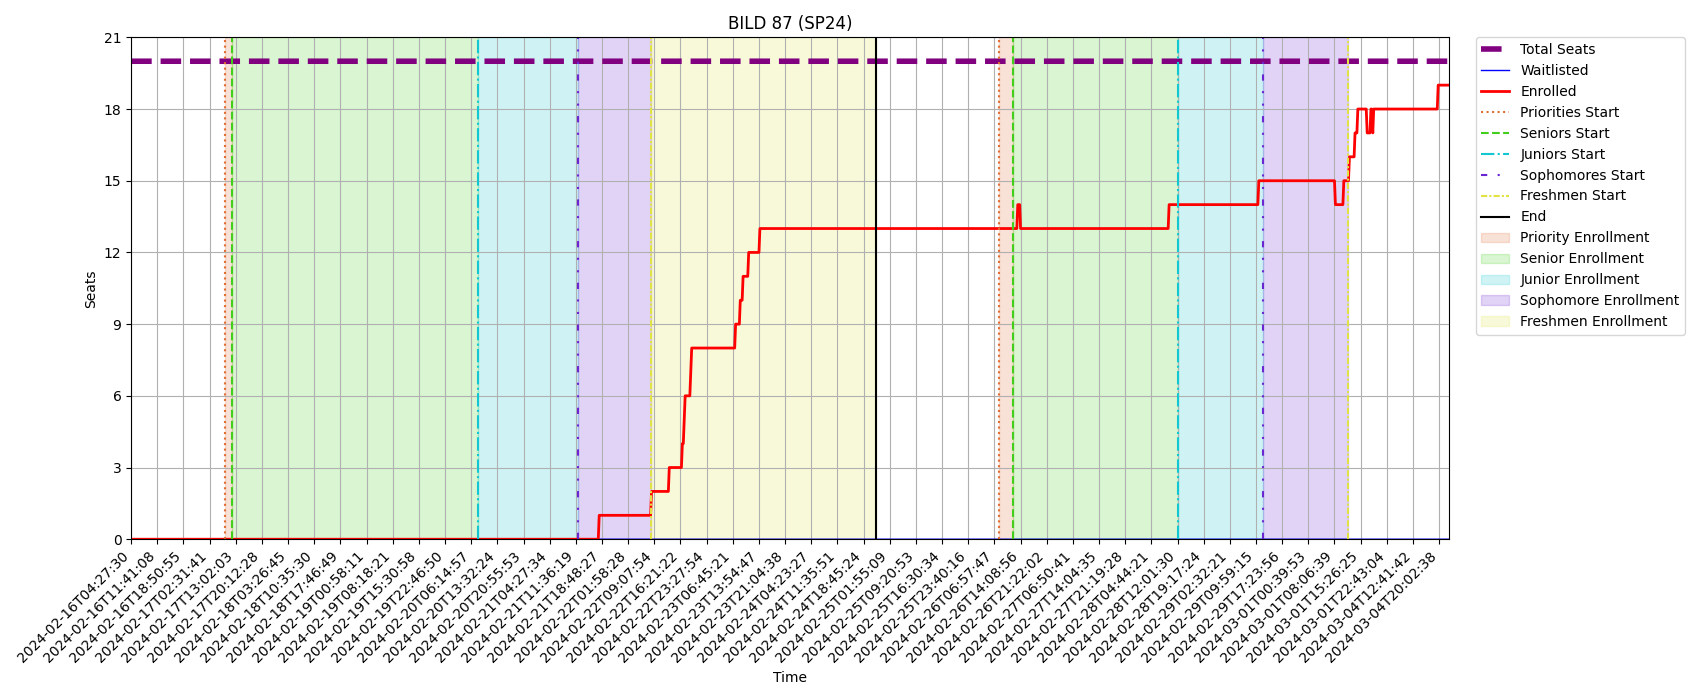 BILD 87 (SP24)
Seats
21
18
15
12
9
6
3
0
2024-02-16T04:27:30
2024-02-16T11:41:08
2024-02-16T18:50:55
2024-02-17T02:31:41
2024-02-17T13:02:03
2024-02-17T20:12:28
2024-02-18T03:26:45
2024-02-18T10:35:30
2024-02-18T17:46:49
2024-02-19T00:58:11
2024-02-19T08:18:21
2024-02-19T15:30:58
2024-02-19T22:46:50
2024-02-20T06:14:57
2024-02-20T13:32:24
2024-02-20T20:55:53
2024-02-21T04:27:34
2024-02-21T11:36:19
2024-02-21T18:48:27
2024-02-22T01:58:28
2024-02-22T09:07:54
2024-02-22T16:21:22
2024-02-22T23:27:54
2024-02-23T06:45:21
2024-02-23T13:54:47
2024-02-23T21:04:38
2024-02-24T04:23:27
2024-02-24T11:35:51
2024-02-24T18:45:24
2024-02-25T01:55:09
2024-02-25T09:20:53
2024-02-25T16:30:34
2024-02-25T23:40:16
2024-02-26T06:57:47
2024-02-26T14:08:56
2024-02-26T21:22:02
2024-02-27T06:50:41
2024-02-27T14:04:35
2024-02-27T21:19:28
2024-02-28T04:44:21
2024-02-28T12:01:30
2024-02-28T19:17:24
2024-02-29T02:32:21
2024-02-29T09:59:15
2024-02-29T17:23:56
2024-03-01T00:39:53
2024-03-01T08:06:39
2024-03-01T15:26:25
2024-03-01T22:43:04
2024-03-04T12:41:42
2024-03-04T20:02:38
Time
Total Seats
Waitlisted
Enrolled
Priorities Start
Seniors Start
Juniors Start
Sophomores Start
Freshmen Start
End
Priority Enrollment
Senior Enrollment
Junior Enrollment
Sophomore Enrollment
Freshmen Enrollment